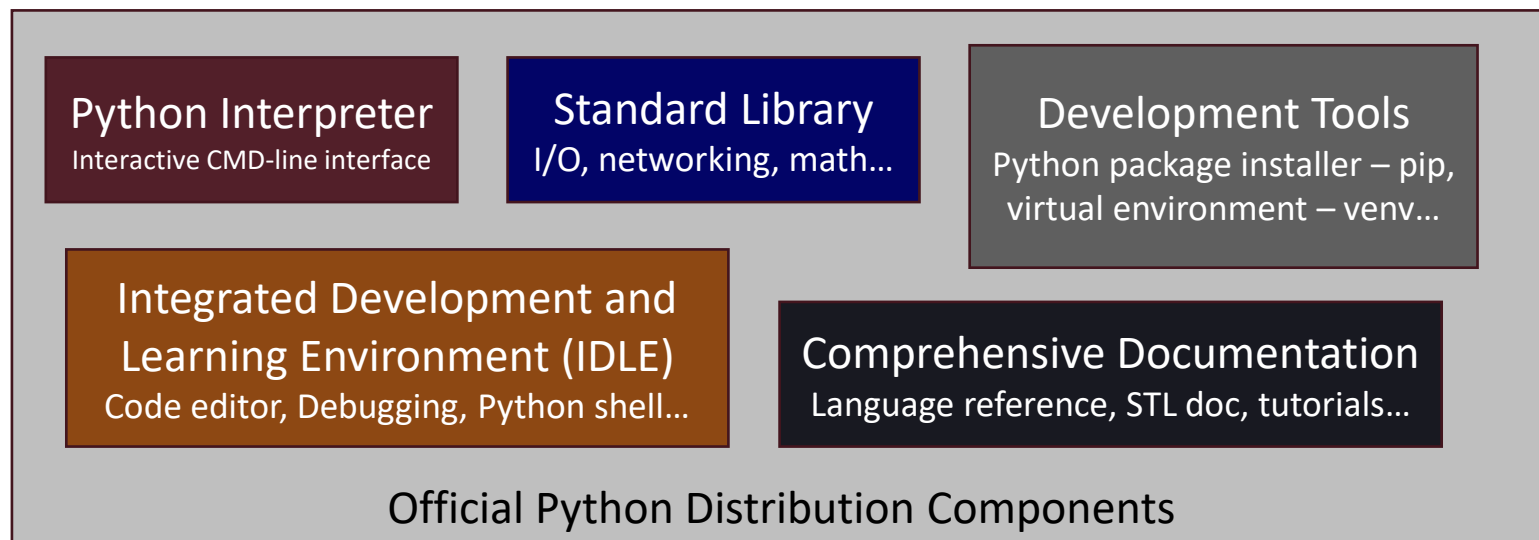 Python Interpreter
Interactive CMD-line interface
Standard Library
I/O, networking, math…
Development Tools
Python package installer – pip,
virtual environment – venv…
Integrated Development and
Learning Environment (IDLE)
Code editor, Debugging, Python shell…
Comprehensive Documentation
Language reference, STL doc, tutorials…
Official Python Distribution Components